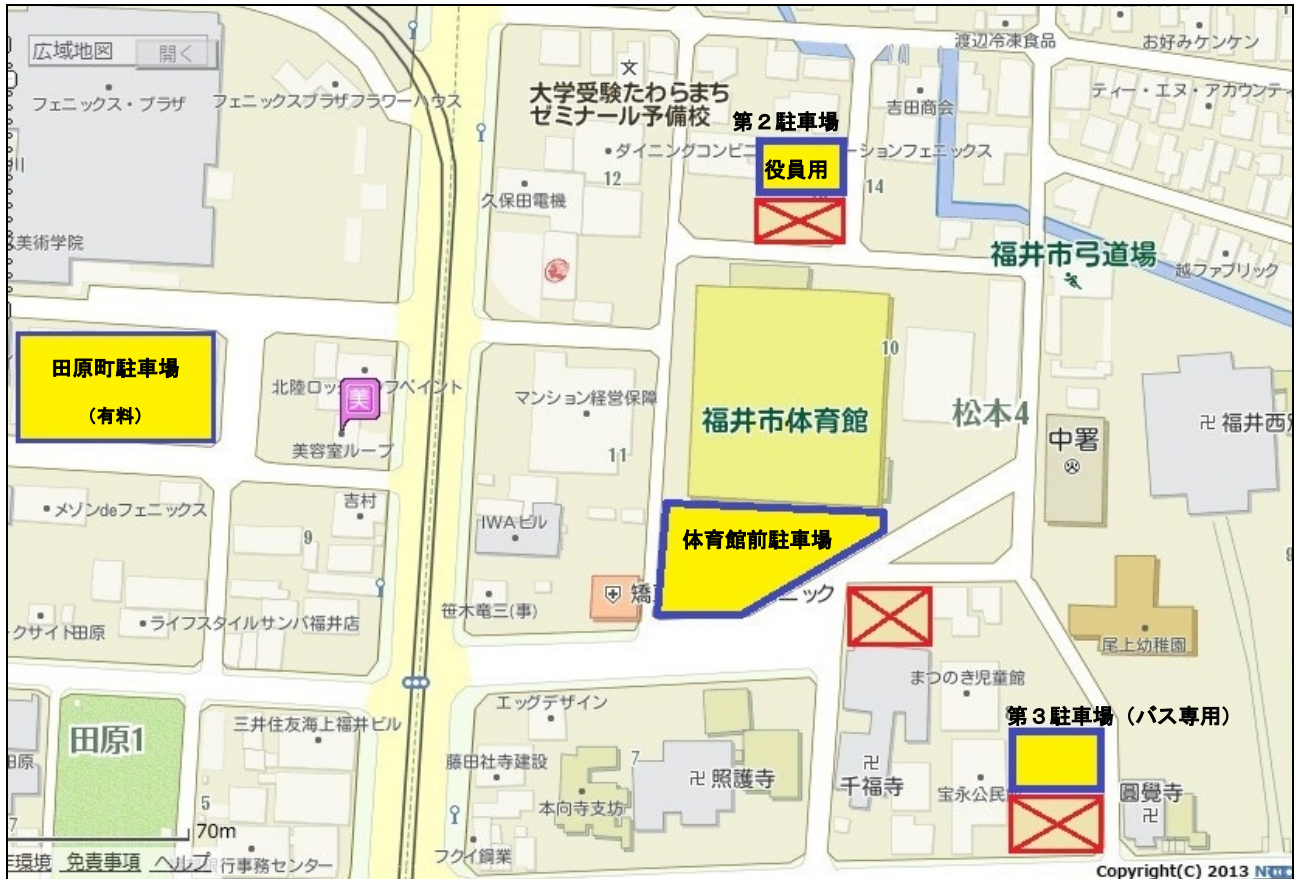 広域地図
開く
渡辺冷凍食品
お好みケンケン
フェニックス・プラザ
フェニックスプラザフラワーハウス
文
大学受験たわらまち
ゼミナール予備校
第２駐車場
吉田商会
ティー・エヌ・アカウンテ
川
ダイニングコンビニ
役員用
ーションフェニックス
12
14
久保田電機
美術学院
福井市弓道場
越ファブリック
田原町駐車場
（有料）
北陸ロッ
フペイント
美
美容室ループ
マンション経営保障
11
10
福井市体育館
松本4
中署
卍 福井西別
メゾンdeフェニックス
吉村
9
IWAビル
体育館前駐車場
笹木竜三(事)
ニック
クサイド田原
ライフスタイルサンバ福井店
尾上幼稚園
まつのき児童館
エッグデザイン
第３駐車場（バス専用）
田原1
三井住友海上福井ビル
藤田社寺建設
7
卍 照護寺
卍
千福寺
宝永公民
圓覺寺
卍
本向寺支坊
5
70m
環境 免責事項 ヘルプ
行事務センター
フクイ鋼業
Copyright(C) 2013